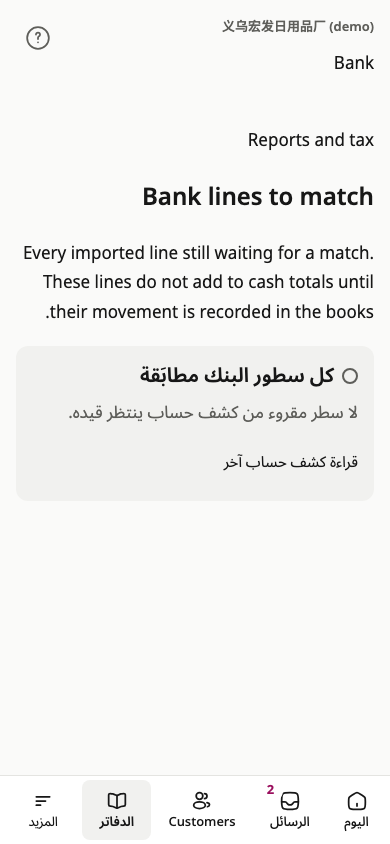 义乌宏发日用品厂 (demo)
Bank
Reports and tax
Bank lines to match
Every imported line still waiting for a match.
These lines do not add to cash totals until
their movement is recorded in the books.
كل سطور البنك مطابَقة
لا سطر مقروء من كشف حساب ينتظر قيده.
قراءة كشف حساب آخر
اليوم
الرسائل 2
Customers
الدفاتر
المزيد